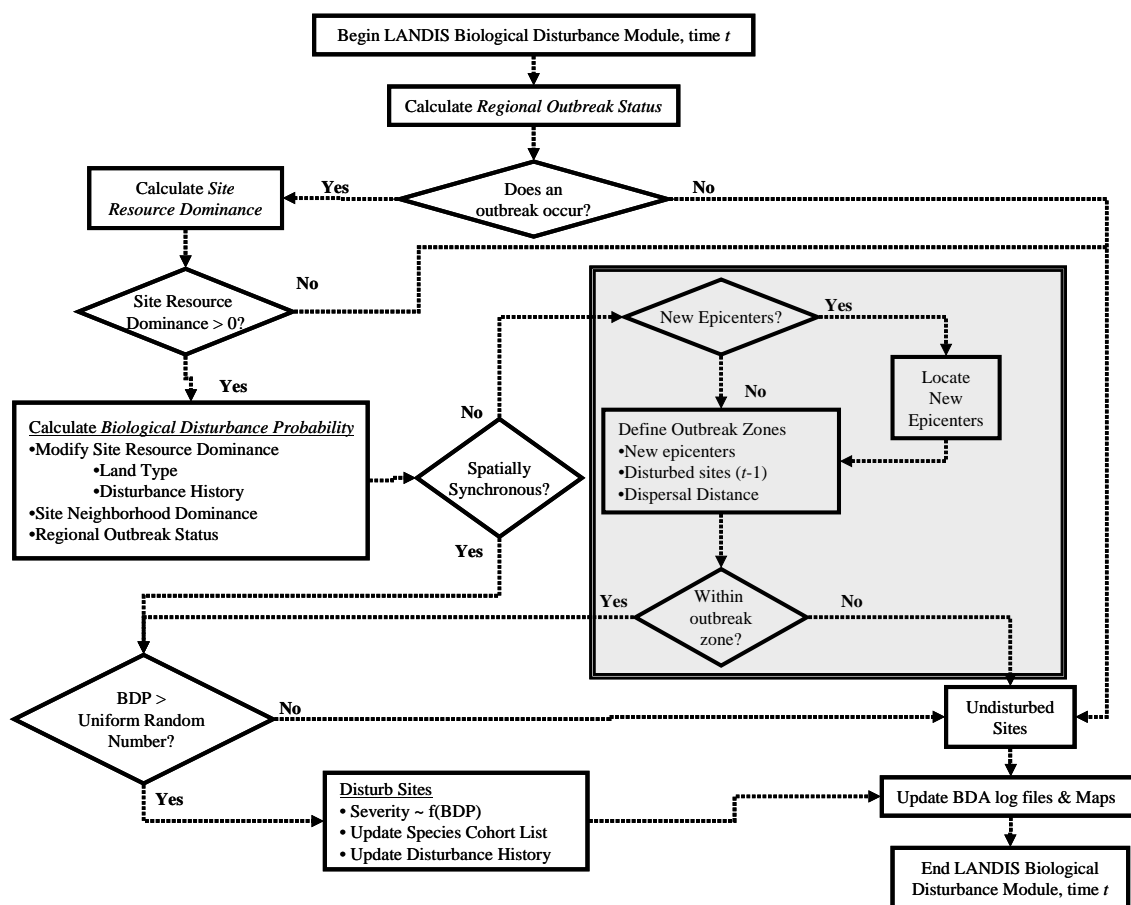 Begin LANDIS Biological Disturbance Module, time t
Calculate Regional Outbreak Status
Does an
outbreak occur?
Yes
No
Calculate Site
Resource Dominance
Site Resource
Dominance > 0?
No
Yes
Calculate Biological Disturbance Probability
•Modify Site Resource Dominance
•Land Type
•Disturbance History
•Site Neighborhood Dominance
•Regional Outbreak Status
Spatially
Synchronous?
No
Yes
New Epicenters?
Yes
No
Locate
New
Epicenters
Define Outbreak Zones
•New epicenters
•Disturbed sites (t-1)
•Dispersal Distance
Within
outbreak
zone?
Yes
No
BDP >
Uniform Random
Number?
No
Yes
Undisturbed
Sites
Disturb Sites
• Severity ~ f(BDP)
• Update Species Cohort List
• Update Disturbance History
Update BDA log files & Maps
End LANDIS Biological
Disturbance Module, time t